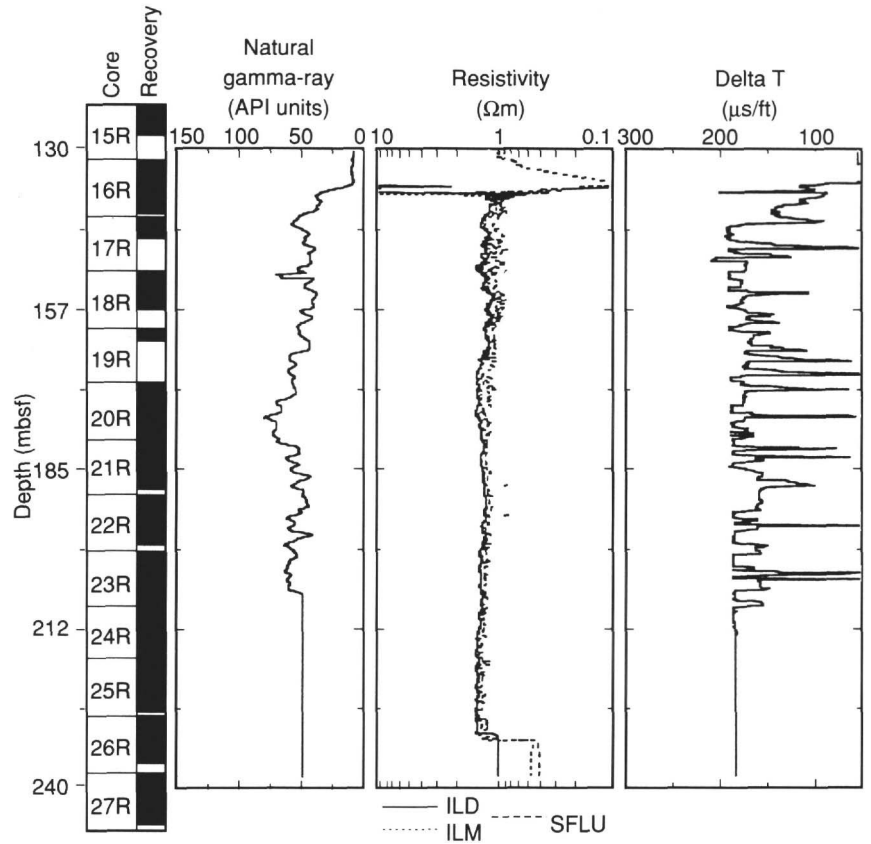 Core
Recovery
Natural
gamma-ray
(API units)
Resistivity
(Ωm)
Delta T
(μs/ft)
150 100 50 0
10 1 0.1
300 200 100
Depth (mbsf)
130
157
185
212
240
15R
16R
17R
18R
19R
20R
21R
22R
23R
24R
25R
26R
27R
ILD
ILM
SFLU